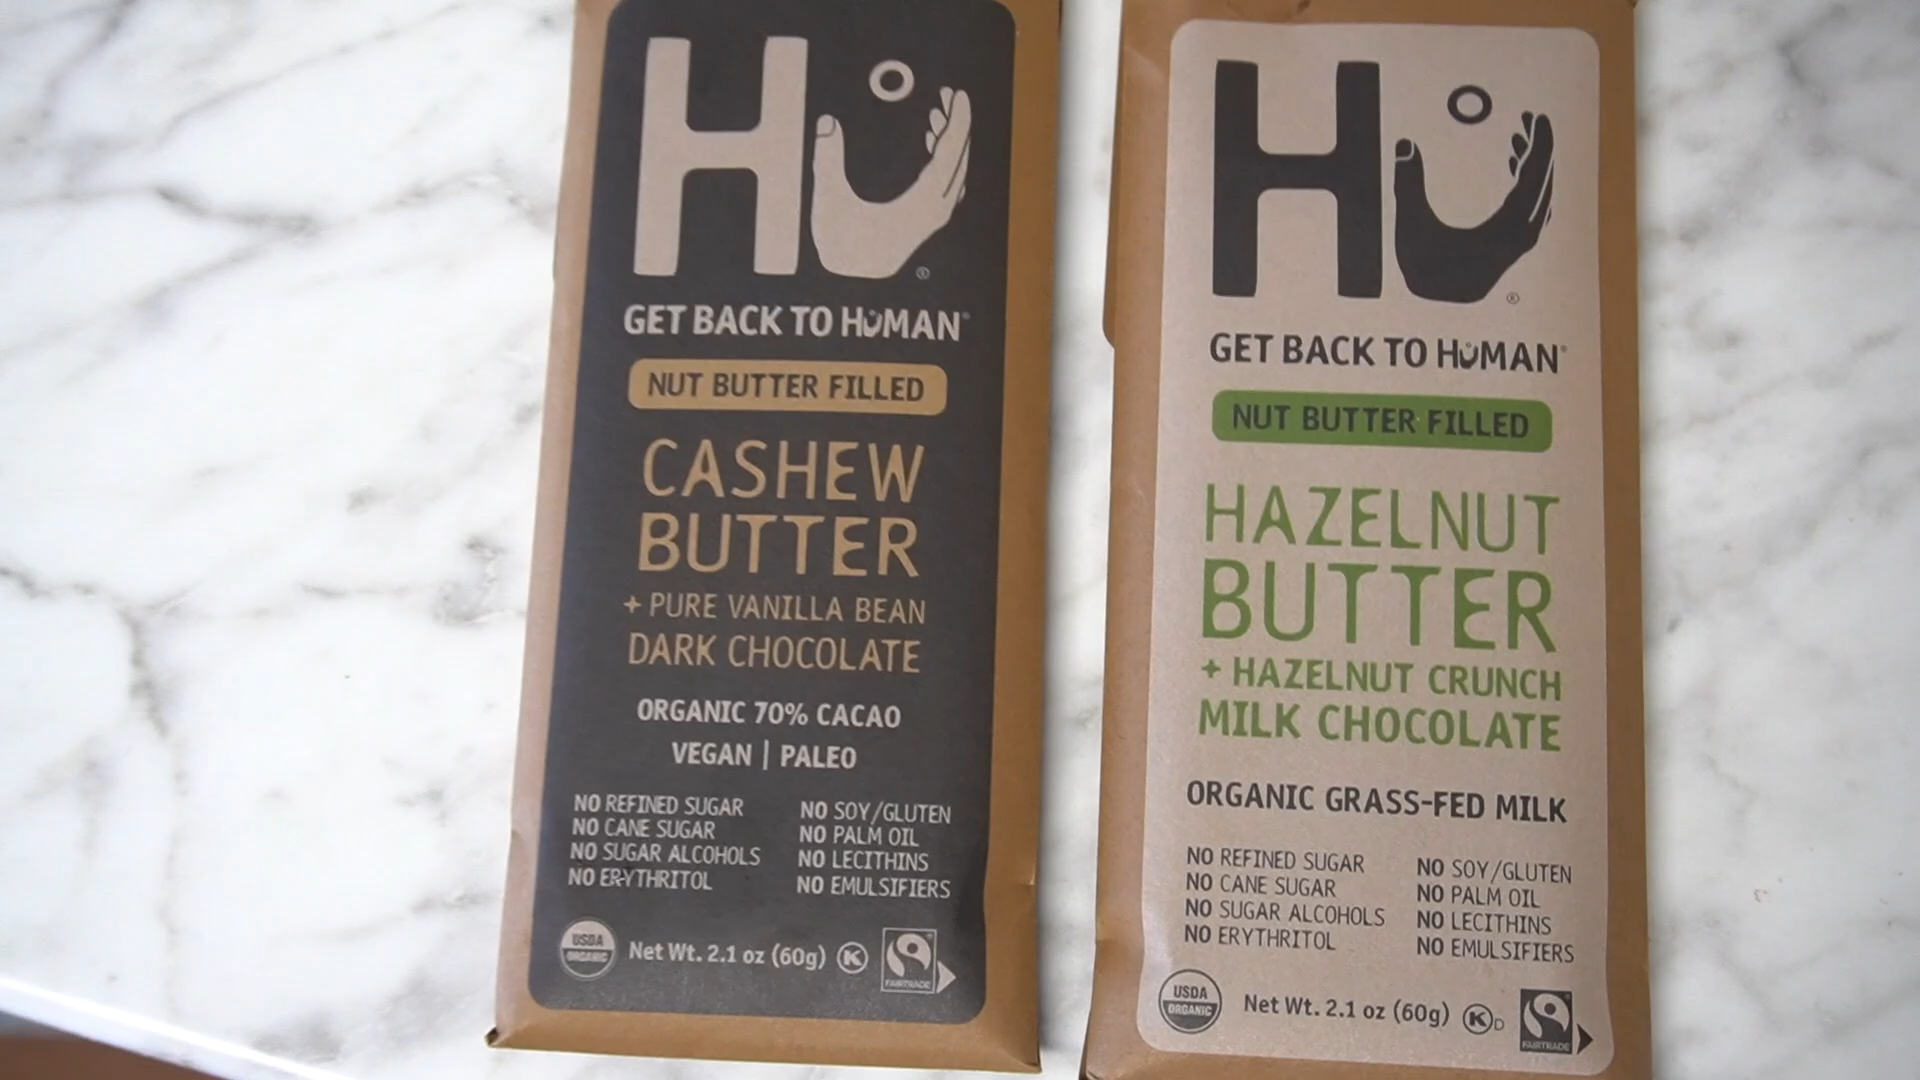 HU
®
GET BACK TO HUMAN®
NUT BUTTER FILLED
CASHEW
BUTTER
+ PURE VANILLA BEAN
DARK CHOCOLATE
ORGANIC 70% CACAO
VEGAN | PALEO
NO REFINED SUGAR
NO CANE SUGAR
NO SUGAR ALCOHOLS
NO ERYTHRITOL
NO SOY/GLUTEN
NO PALM OIL
NO LECITHINS
NO EMULSIFIERS
USDA
ORGANIC
Net Wt. 2.1 oz (60g)
K
FAIRTRADE
HU
®
GET BACK TO HUMAN®
NUT BUTTER FILLED
HAZELNUT
BUTTER
+ HAZELNUT CRUNCH
MILK CHOCOLATE
ORGANIC GRASS-FED MILK
NO REFINED SUGAR
NO CANE SUGAR
NO SUGAR ALCOHOLS
NO ERYTHRITOL
NO SOY/GLUTEN
NO PALM OIL
NO LECITHINS
NO EMULSIFIERS
USDA
ORGANIC
Net Wt. 2.1 oz (60g)
K D
FAIRTRADE